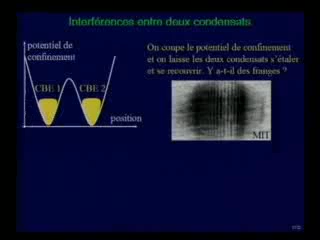 Interférences entre deux condensats
potentiel de
confinement
CBE 1
CBE 2
position
On coupe le potentiel de confinement
et on laisse les deux condensats s'étaler
et se recouvrir. Y a-t-il des franges ?
MIT